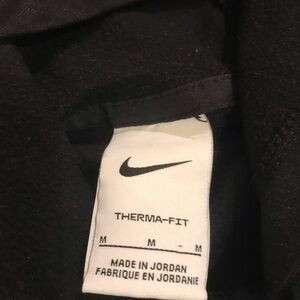 THERMA-FIT
M M - M
MADE IN JORDAN
FABRIQUE EN JORDANIE